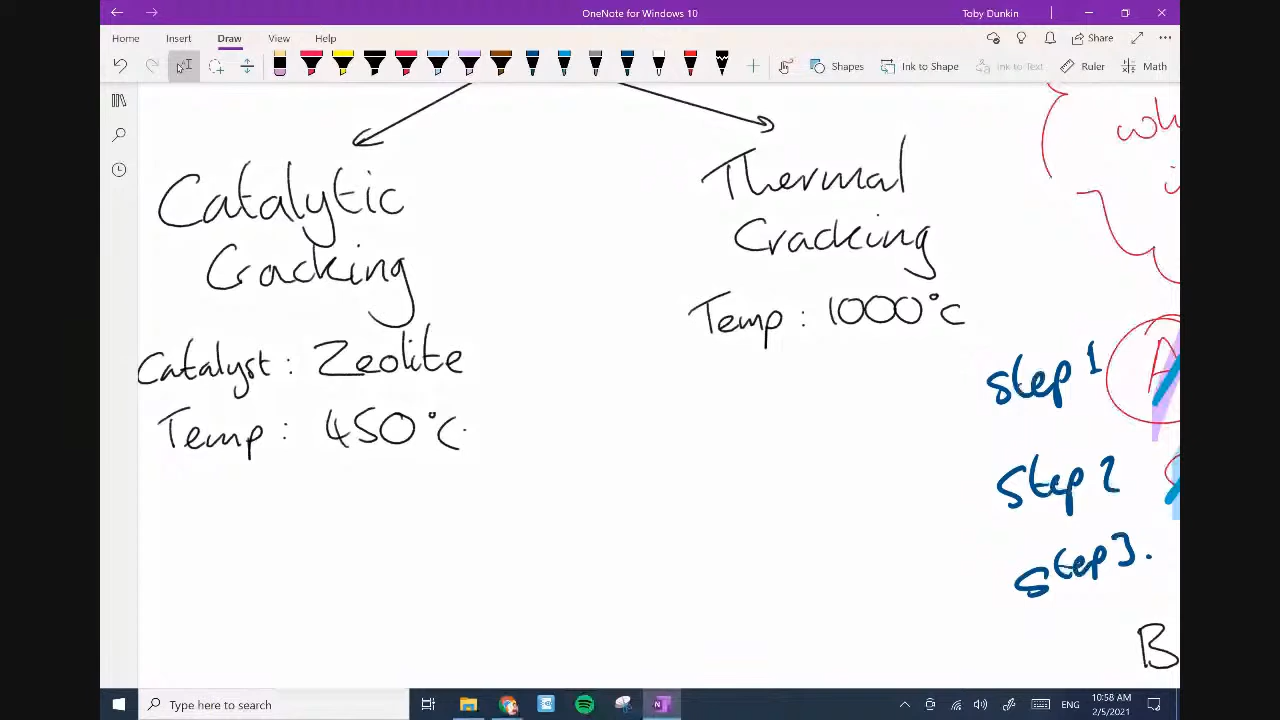 OneNote for Windows 10
Toby Dunkin
Home Insert Draw View Help
Share
Shapes
Ink to Shape
Ink to Text
Ruler
Math
Catalytic
Cracking
Catalyst : Zeolite
Temp : 450°C
Thermal
Cracking
Temp : 1000°C
step 1
step 2
step 3.
A
B
Type here to search
ENG
10:58 AM
2/5/2021